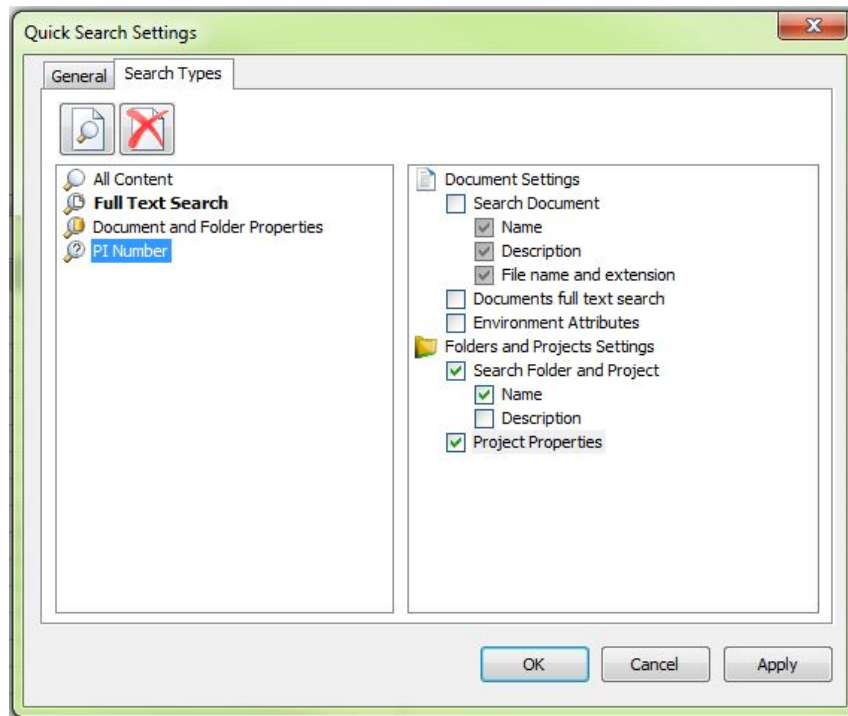 Quick Search Settings
General
Search Types
All Content
Full Text Search
Document and Folder Properties
PI Number
Document Settings
Search Document
Name
Description
File name and extension
Documents full text search
Environment Attributes
Folders and Projects Settings
Search Folder and Project
Name
Description
Project Properties
OK
Cancel
Apply